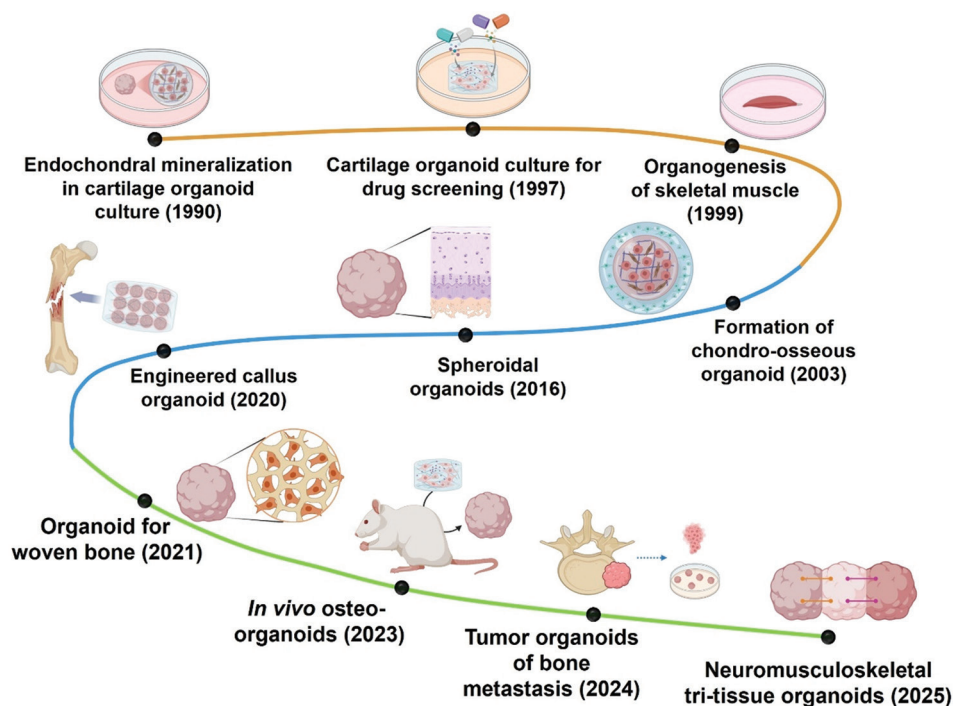 Endochondral mineralization
in cartilage organoid
culture (1990)
Cartilage organoid culture for
drug screening (1997)
Organogenesis
of skeletal muscle
(1999)
Formation of
chondro-osseous
organoid (2003)
Spheroidal
organoids (2016)
Engineered callus
organoid (2020)
Organoid for
woven bone (2021)
In vivo osteo-
organoids (2023)
Tumor organoids
of bone
metastasis (2024)
Neuromusculoskeletal
tri-tissue organoids (2025)